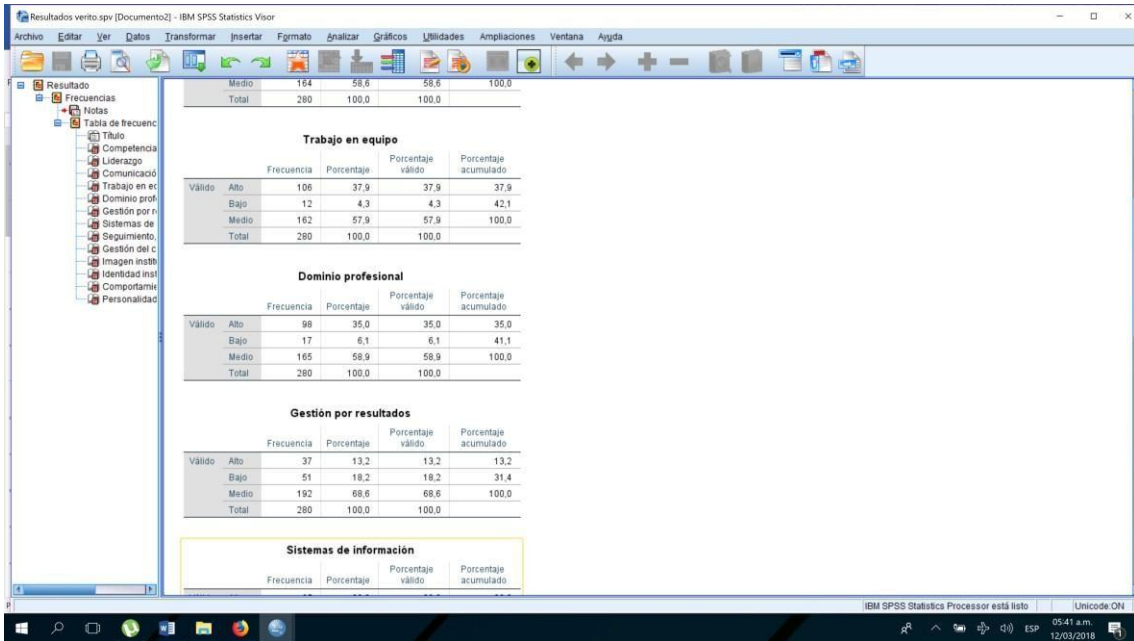 Resultados verito.spv [Documento2] - IBM SPSS Statistics Visor
Archivo Editar Ver Datos Transformar Insertar Formato Analizar Gráficos Utilidades Ampliaciones Ventana Ayuda
Resultado
Frecuencias
Notas
Tabla de frecuenc
Título
Competencia
Liderazgo
Comunicació
Trabajo en ec
Dominio prof
Gestión por r
Sistemas de
Seguimiento,
Gestión del c
Imagen instit
Identidad inst
Comportamie
Personalidad
Medio 164 58,6 58,6 100,0
Total 280 100,0 100,0
Trabajo en equipo
Frecuencia Porcentaje Porcentaje válido Porcentaje acumulado
Válido Alto 106 37,9 37,9 37,9
Bajo 12 4,3 4,3 42,1
Medio 162 57,9 57,9 100,0
Total 280 100,0 100,0
Dominio profesional
Frecuencia Porcentaje Porcentaje válido Porcentaje acumulado
Válido Alto 98 35,0 35,0 35,0
Bajo 17 6,1 6,1 41,1
Medio 165 58,9 58,9 100,0
Total 280 100,0 100,0
Gestión por resultados
Frecuencia Porcentaje Porcentaje válido Porcentaje acumulado
Válido Alto 37 13,2 13,2 13,2
Bajo 51 18,2 18,2 31,4
Medio 192 68,6 68,6 100,0
Total 280 100,0 100,0
Sistemas de información
Frecuencia Porcentaje Porcentaje válido Porcentaje acumulado
IBM SPSS Statistics Processor está listo Unicode:ON
ESP 05:41 a.m.
12/03/2018